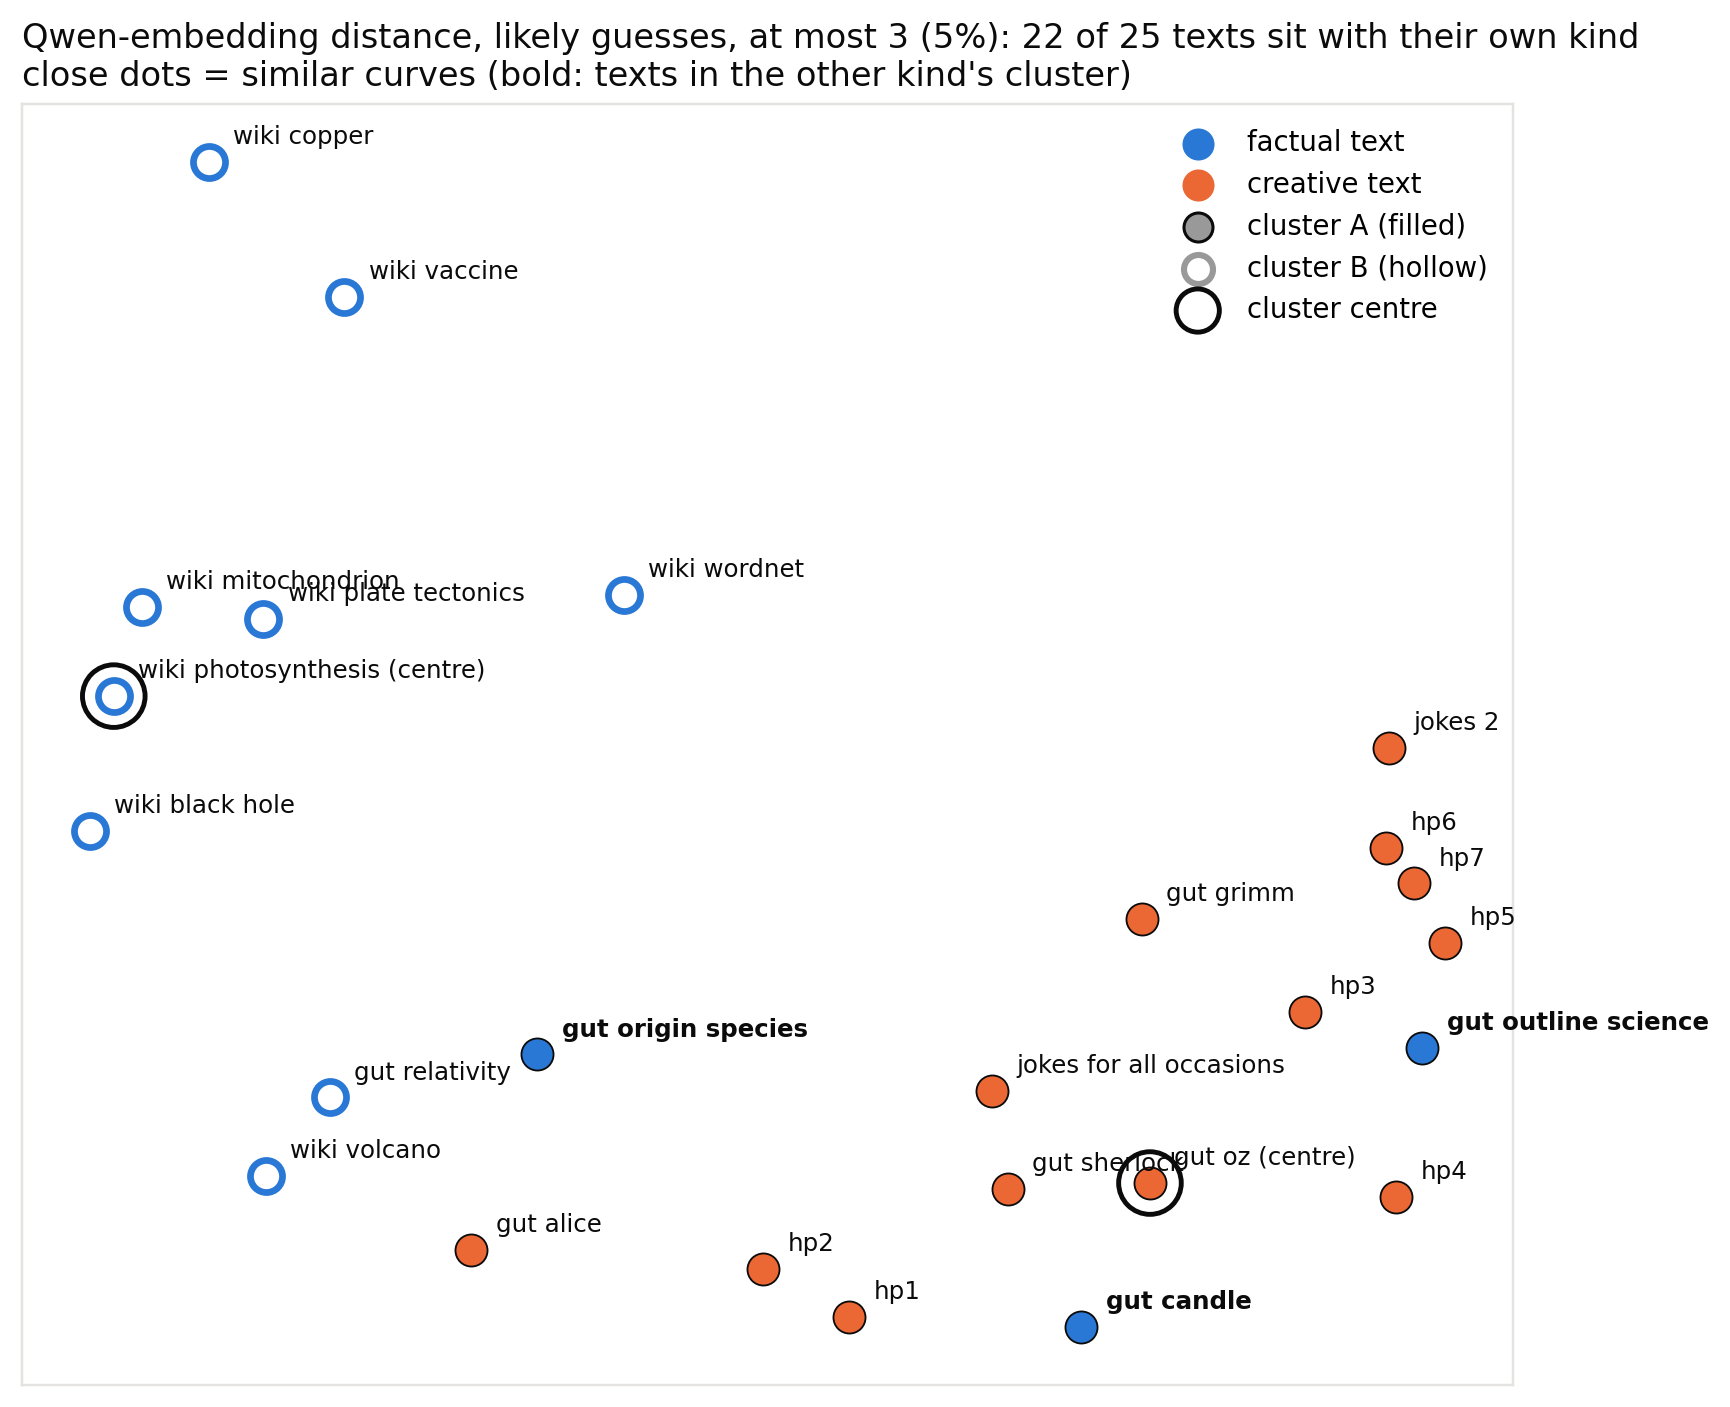 Qwen-embedding distance, likely guesses, at most 3 (5%): 22 of 25 texts sit with their own kind
close dots = similar curves (bold: texts in the other kind's cluster)
wiki copper
factual text
creative text
cluster A (filled)
cluster B (hollow)
cluster centre
wiki vaccine
wiki wordnet
wiki mitochondrion
wiki plate tectonics
wiki photosynthesis (centre)
jokes 2
wiki black hole
hp6
hp7
gut grimm
hp5
hp3
gut outline science
gut origin species
jokes for all occasions
gut relativity
wiki volcano
gut sherlock
gut oz (centre)
hp4
gut alice
hp2
hp1
gut candle